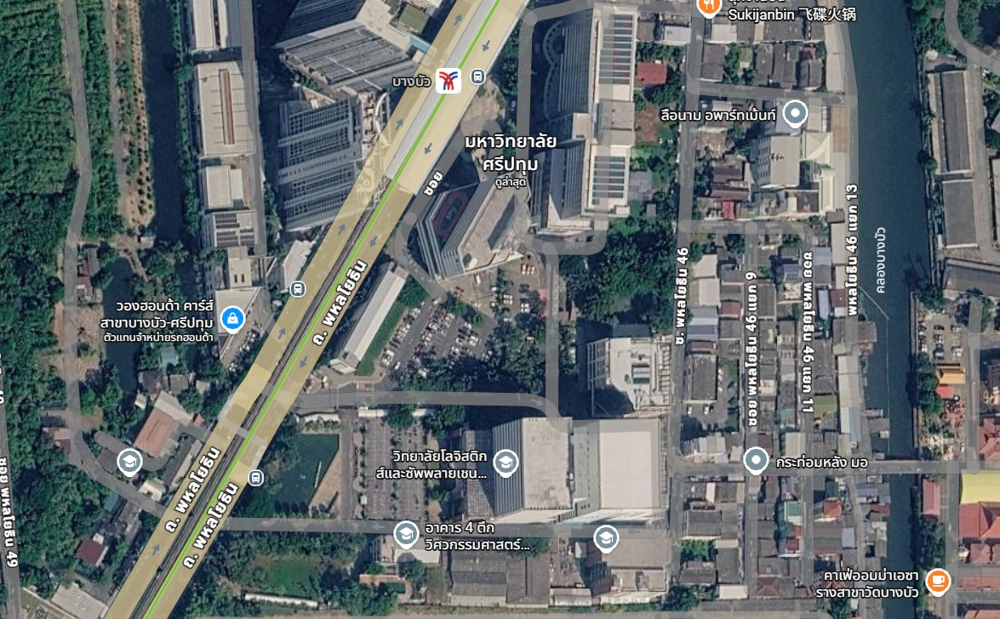 Sukijanbin 飞碟火锅
บางบัว
ลือนาม อพาร์ทเม้นท์
มหาวิทยาลัย
ศรีปทุม
ดูล่าสุด
ซอย
พหลโยธิน 46 แยก 13
คลองบางบัว
ซ. พหลโยธิน 46
ซอย พหลโยธิน 46 แยก 9
ซอย พหลโยธิน 46 แยก 11
ถ. พหลโยธิน
วองฮอนด้า คาร์ส์
สาขาบางบัว-ศรีปทุม
ตัวแทนจำหน่ายรถฮอนด้า
วิทยาลัยโลจิสติก
ส์และซัพพลายเชน...
กระท่อมหลัง มอ
ถ. พหลโยธิน
ถ. พหลโยธิน
ซอย พหลโยธิน 49
อาคาร 4 ตึก
วิศวกรรมศาสตร์...
คาเฟ่ออมม่าเอซา
รางสาขาวัดบางบัว